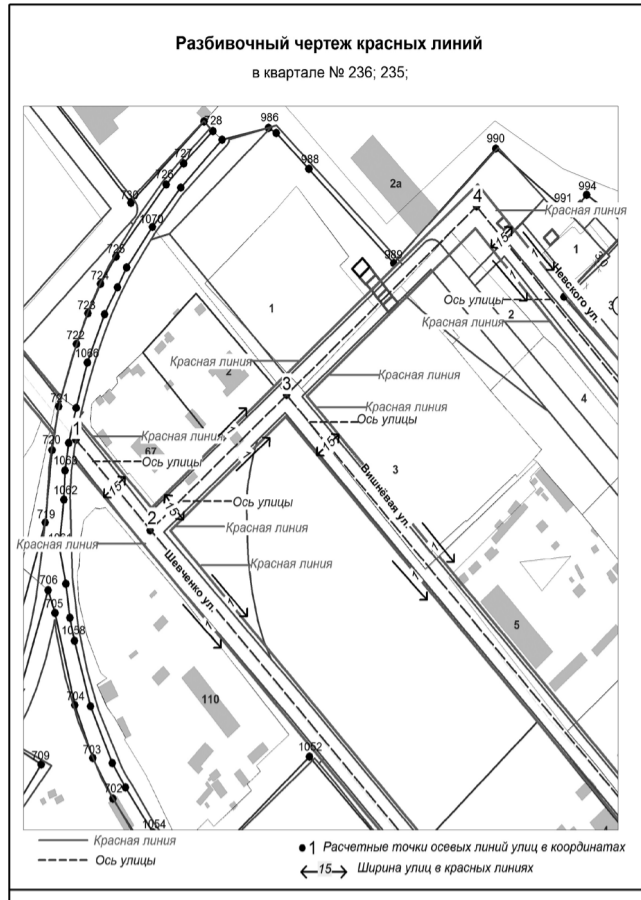 Разбивочный чертеж красных линий
в квартале № 236; 235;
728
986
727
988
990
2а
726
730
991
994
4
Красная линия
1070
15
725
989
1
Невского ул.
724
Ось улицы
723
1
2
Красная линия
722
1066
Красная линия
2
3
Красная линия
4
721
Красная линия
1
Красная линия
67
Ось улицы
720
Ось улицы
3
1063
15
1062
15
Ось улицы
Вишнёвая ул.
719
2
Красная линия
Красная линия
Шевченко ул.
Красная линия
706
705
1058
5
110
704
703
1052
709
702
1054
Красная линия
Ось улицы
1 Расчетные точки осевых линий улиц в координатах
15 Ширина улиц в красных линиях